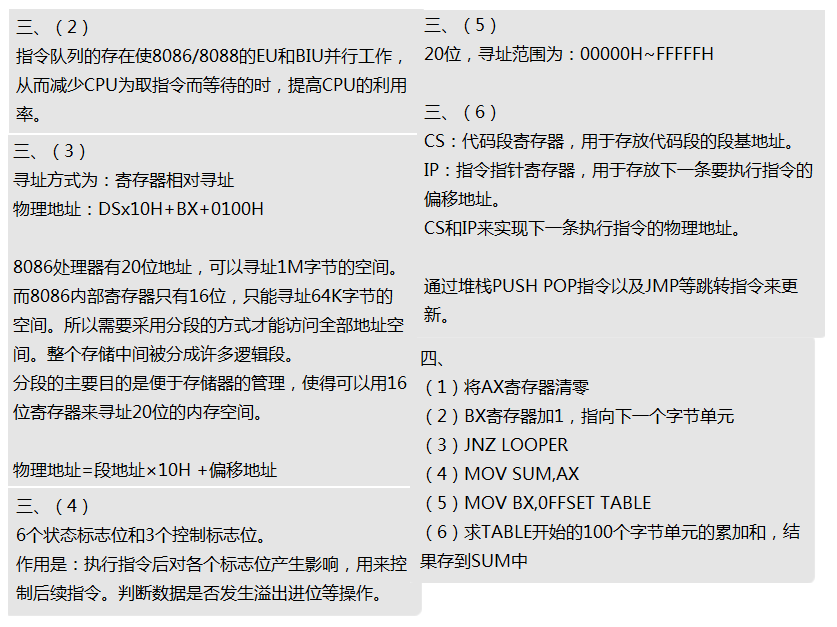 三、（2）
指令队列的存在使8086/8088的EU和BIU并行工作，
从而减少CPU为取指令而等待的时，提高CPU的利用
率。
三、（3）
寻址方式为：寄存器相对寻址
物理地址：DSx10H+BX+0100H
8086处理器有20位地址，可以寻址1M字节的空间。
而8086内部寄存器只有16位，只能寻址64K字节的
空间。所以需要采用分段的方式才能访问全部地址空
间。整个存储中间被分成许多逻辑段。
分段的主要目的是便于存储器的管理，使得可以用16
位寄存器来寻址20位的内存空间。
物理地址=段地址×10H +偏移地址
三、（4）
6个状态标志位和3个控制标志位。
作用是：执行指令后对各个标志位产生影响，用来控
制后续指令。判断数据是否发生溢出进位等操作。
三、（5）
20位，寻址范围为：00000H~FFFFFH
三、（6）
CS：代码段寄存器，用于存放代码段的段基地址。
IP：指令指针寄存器，用于存放下一条要执行指令的
偏移地址。
CS和IP来实现下一条执行指令的物理地址。
通过堆栈PUSH POP指令以及JMP等跳转指令来更
新。
四、
（1）将AX寄存器清零
（2）BX寄存器加1，指向下一个字节单元
（3）JNZ LOOPER
（4）MOV SUM,AX
（5）MOV BX,0FFSET TABLE
（6）求TABLE开始的100个字节单元的累加和，结
果存到SUM中